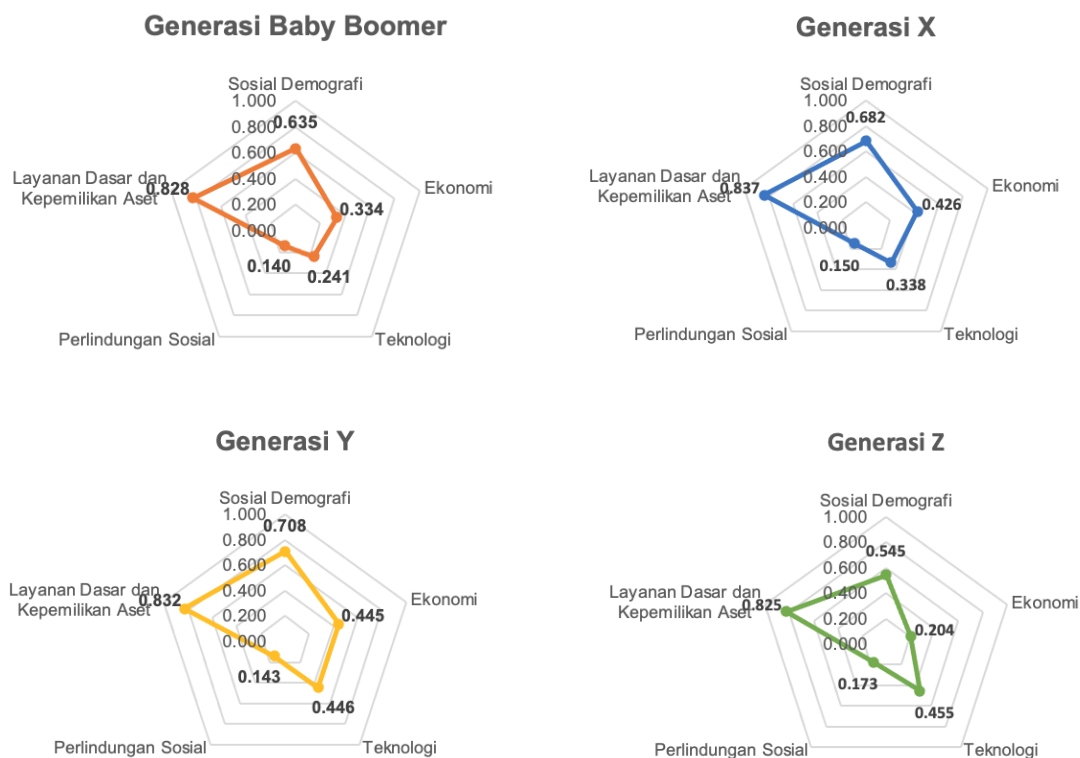 Generasi Baby Boomer
Sosial Demografi
1.000
0.800
0.635
0.600
0.400
0.200
0.000
Layanan Dasar dan
Kepemilikan Aset
0.828
Ekonomi
0.334
0.140
0.241
Perlindungan Sosial
Teknologi
Generasi X
Sosial Demografi
1.000
0.800
0.682
0.600
0.400
0.200
0.000
Layanan Dasar dan
Kepemilikan Aset
0.837
Ekonomi
0.426
0.150
0.338
Perlindungan Sosial
Teknologi
Generasi Y
Sosial Demografi
1.000
0.708
0.800
0.600
0.400
0.200
0.000
Layanan Dasar dan
Kepemilikan Aset
0.832
Ekonomi
0.445
0.143
0.446
Perlindungan Sosial
Teknologi
Generasi Z
Sosial Demografi
1.000
0.800
0.545
0.600
0.400
0.200
0.000
Layanan Dasar dan
Kepemilikan Aset
0.825
Ekonomi
0.204
0.173
0.455
Perlindungan Sosial
Teknologi